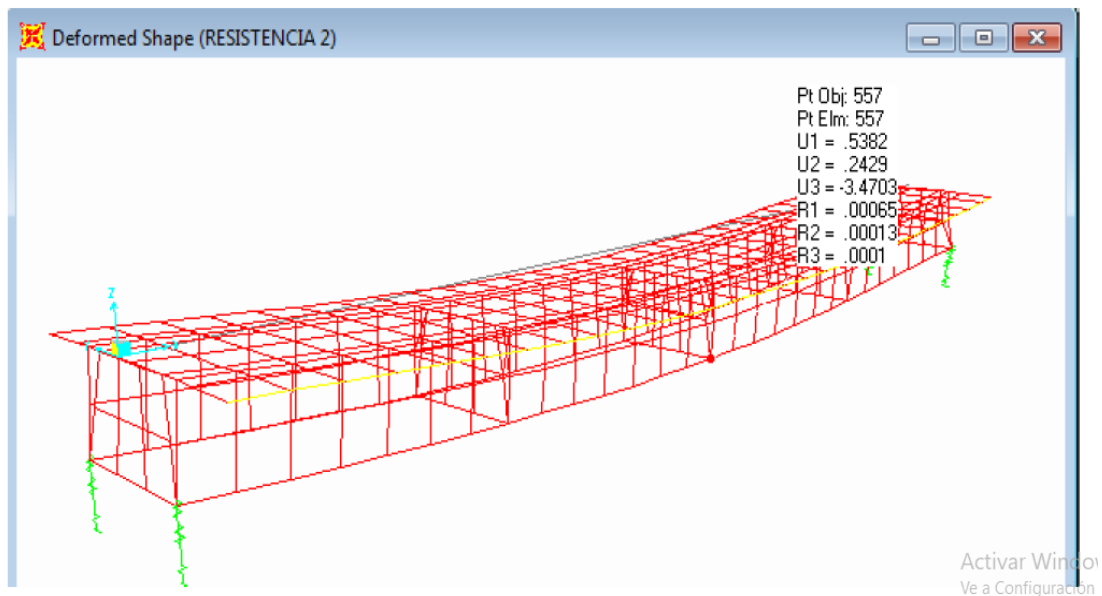 Deformed Shape (RESISTENCIA 2)
Pt Obj: 557
Pt Elm: 557
U1 = .5382
U2 = .2429
U3 = -3.4703
R1 = .00065
R2 = .00013
R3 = .0001
Z
Activar Window
Ve a Configuración